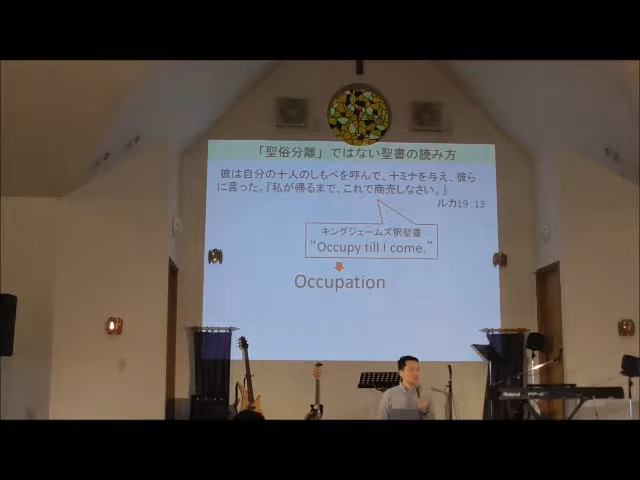 「聖俗分離」ではない聖書の読み方
彼は自分の十人のしもべを呼んで、十ミナを与え、彼ら
に言った。『私が帰るまで、これで商売しなさい。』
ルカ19：13
キングジェームズ訳聖書
“Occupy till I come.”
Occupation
Roland